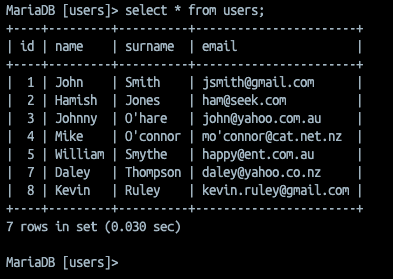 MariaDB [users]> select * from users;
+----+---------+----------+----------------------+
| id | name    | surname  | email                |
+----+---------+----------+----------------------+
|  1 | John    | Smith    | jsmith@gmail.com     |
|  2 | Hamish  | Jones    | ham@seek.com         |
|  3 | Johnny  | O'hare   | john@yahoo.com.au    |
|  4 | Mike    | O'connor | mo'connor@cat.net.nz |
|  5 | William | Smythe   | happy@ent.com.au     |
|  7 | Daley   | Thompson | daley@yahoo.co.nz    |
|  8 | Kevin   | Ruley    | kevin.ruley@gmail.com |
+----+---------+----------+----------------------+
7 rows in set (0.030 sec)
MariaDB [users]>